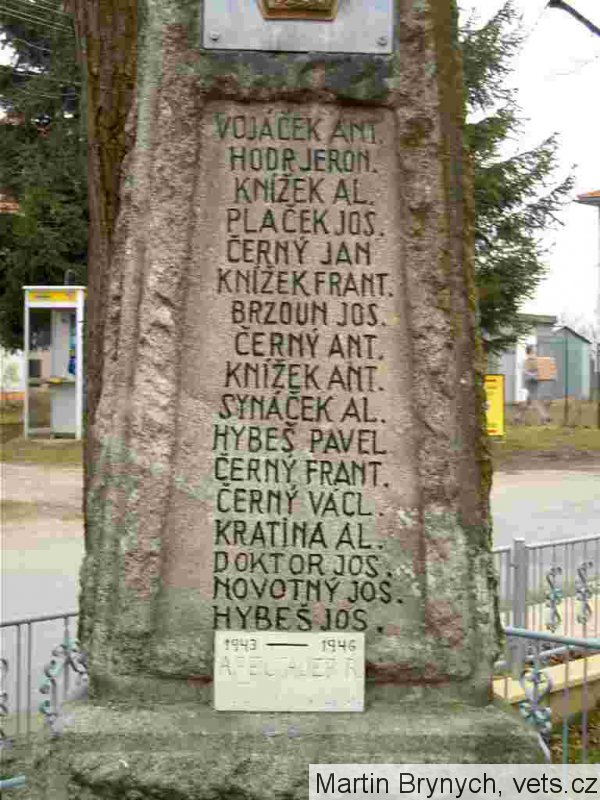 VOJÁČEK ANT.
HODR JERON.
KNÍŽEK AL.
PLAČEK JOS.
ČERNÝ JAN
KNÍŽEK FRANT.
BRZOUN JOS.
ČERNÝ ANT.
KNÍŽEK ANT.
SYNÁČEK AL.
HYBEŠ PAVEL
ČERNÝ FRANT.
ČERNÝ VÁCL.
KRATINA AL.
DOKTOR JOS.
NOVOTNÝ JOS.
HYBEŠ JOS.
1943 — 1946
Martin Brynych, vets.cz